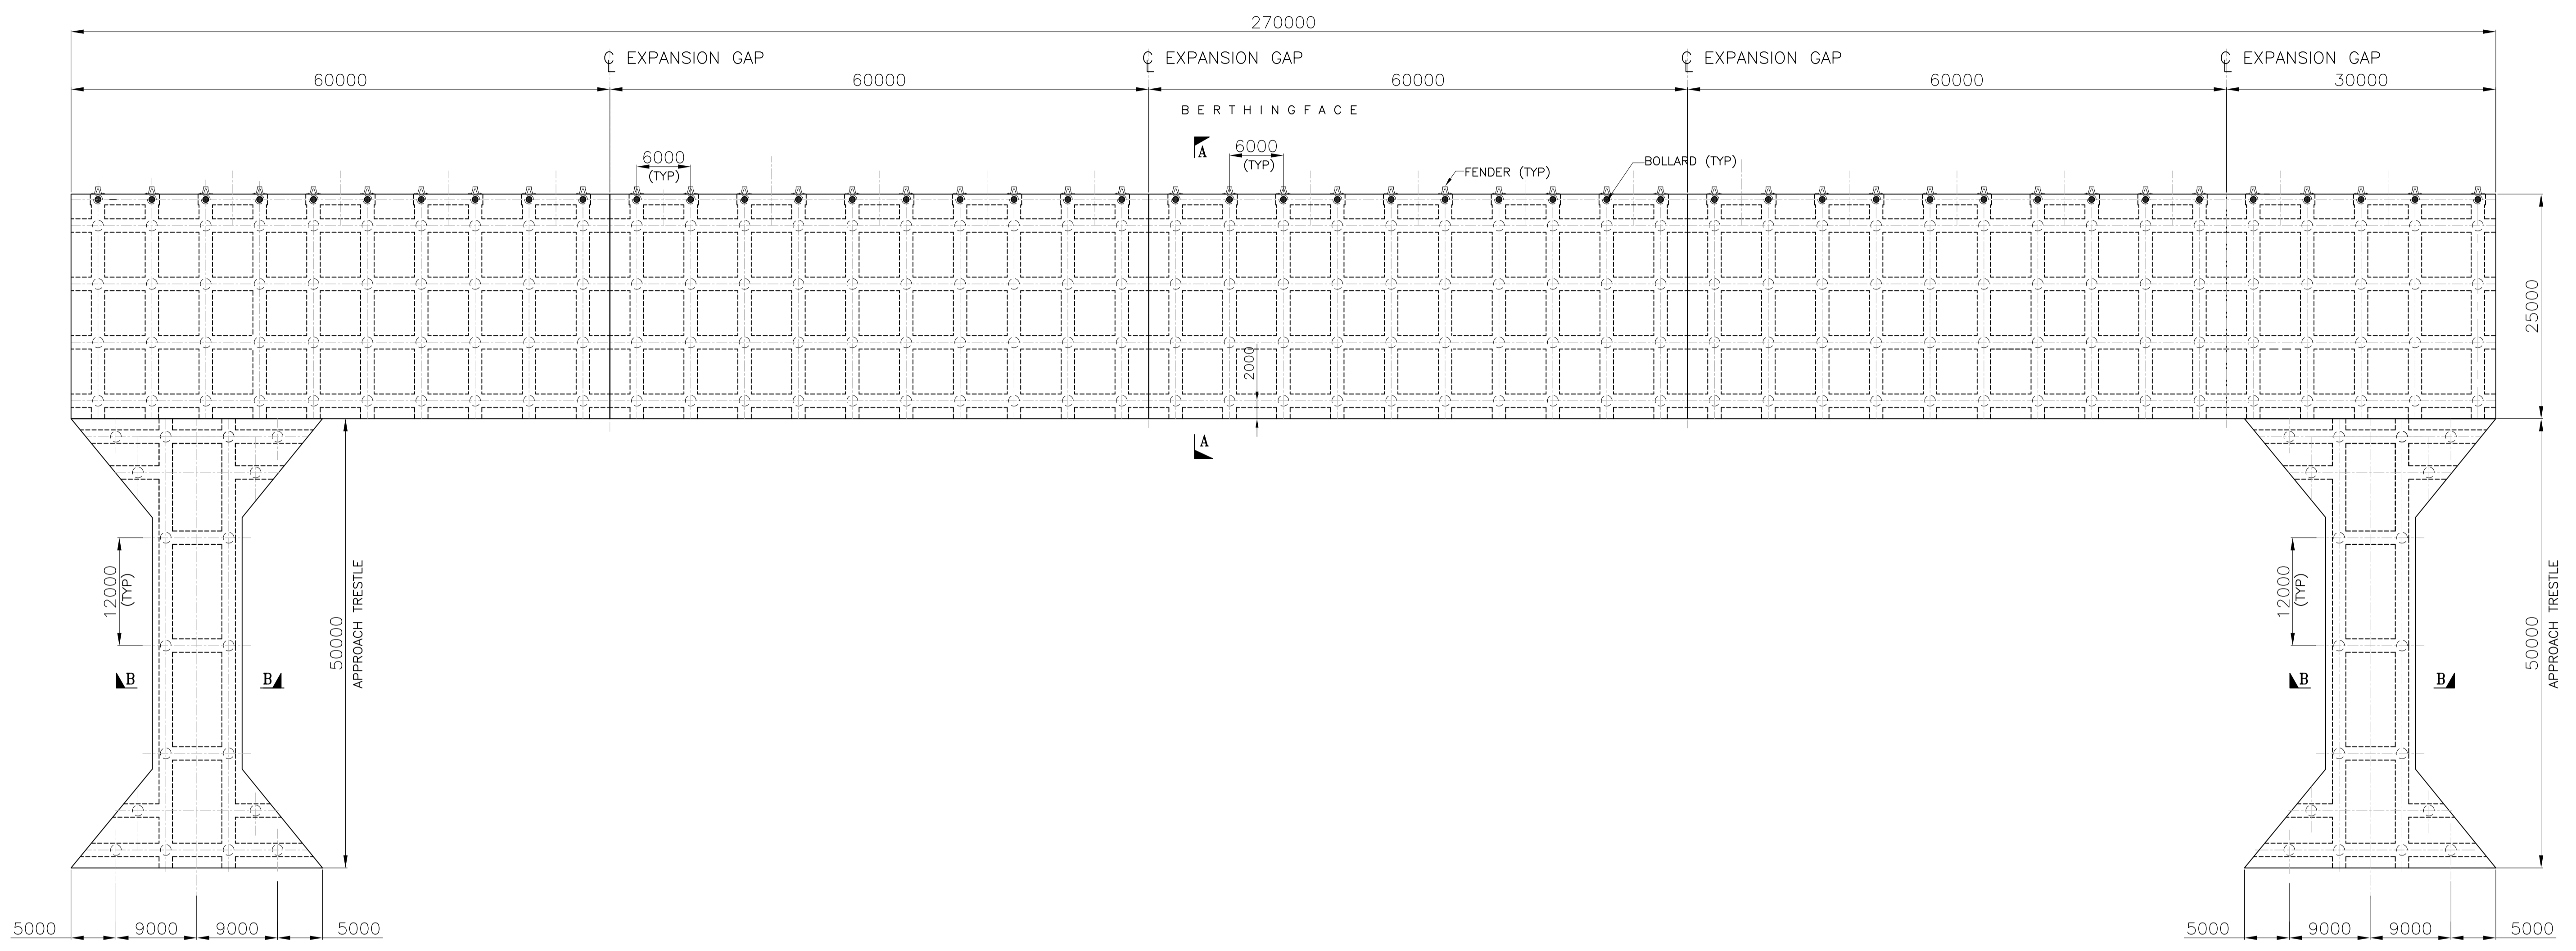 270000
℄ EXPANSION GAP
℄ EXPANSION GAP
℄ EXPANSION GAP
℄ EXPANSION GAP
60000
60000
60000
60000
30000
B E R T H I N G F A C E
A
6000
(TYP)
6000
(TYP)
FENDER (TYP)
BOLLARD (TYP)
25000
2000
A
12000
(TYP)
50000
APPROACH TRESTLE
B
B
12000
(TYP)
50000
APPROACH TRESTLE
B
B
5000
9000
9000
5000
5000
9000
9000
5000